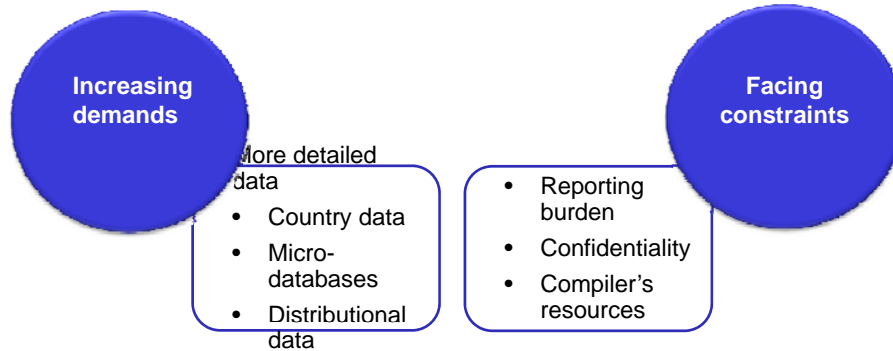 Increasing
demands
More detailed
data
• Country data
• Micro-
databases
• Distributional
data
Facing
constraints
• Reporting
burden
• Confidentiality
• Compiler's
resources